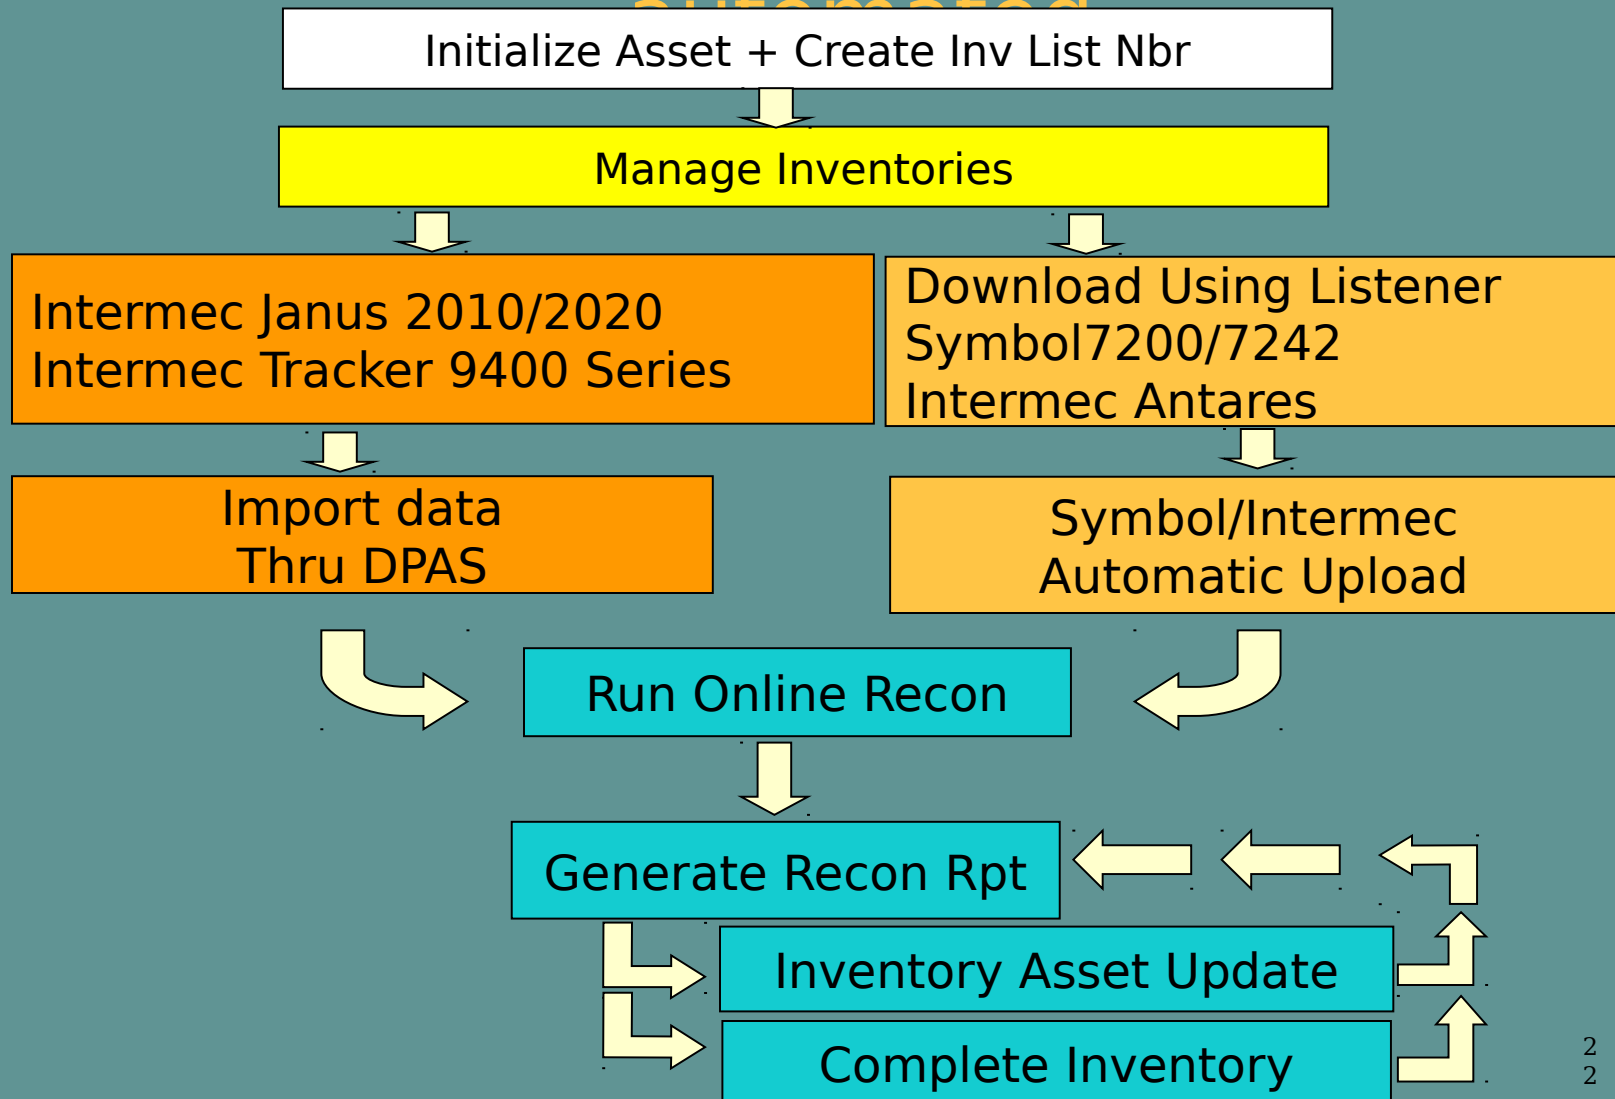 automated
Initialize Asset + Create Inv List Nbr
Manage Inventories
Intermec Janus 2010/2020
Intermec Tracker 9400 Series
Download Using Listener
Symbol7200/7242
Intermec Antares
Import data
Thru DPAS
Symbol/Intermec
Automatic Upload
Run Online Recon
Generate Recon Rpt
Inventory Asset Update
Complete Inventory
2
2